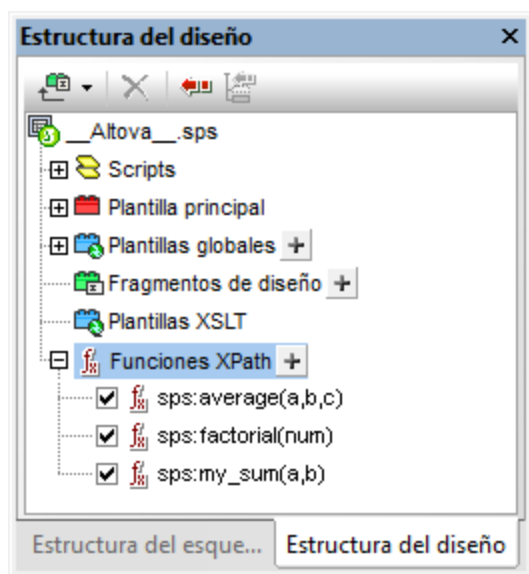 Estructura del diseño
__Altova__.sps
Scripts
Plantilla principal
Plantillas globales
Fragmentos de diseño
Plantillas XSLT
Funciones XPath
sps:average(a,b,c)
sps:factorial(num)
sps:my_sum(a,b)
Estructura del esque... Estructura del diseño